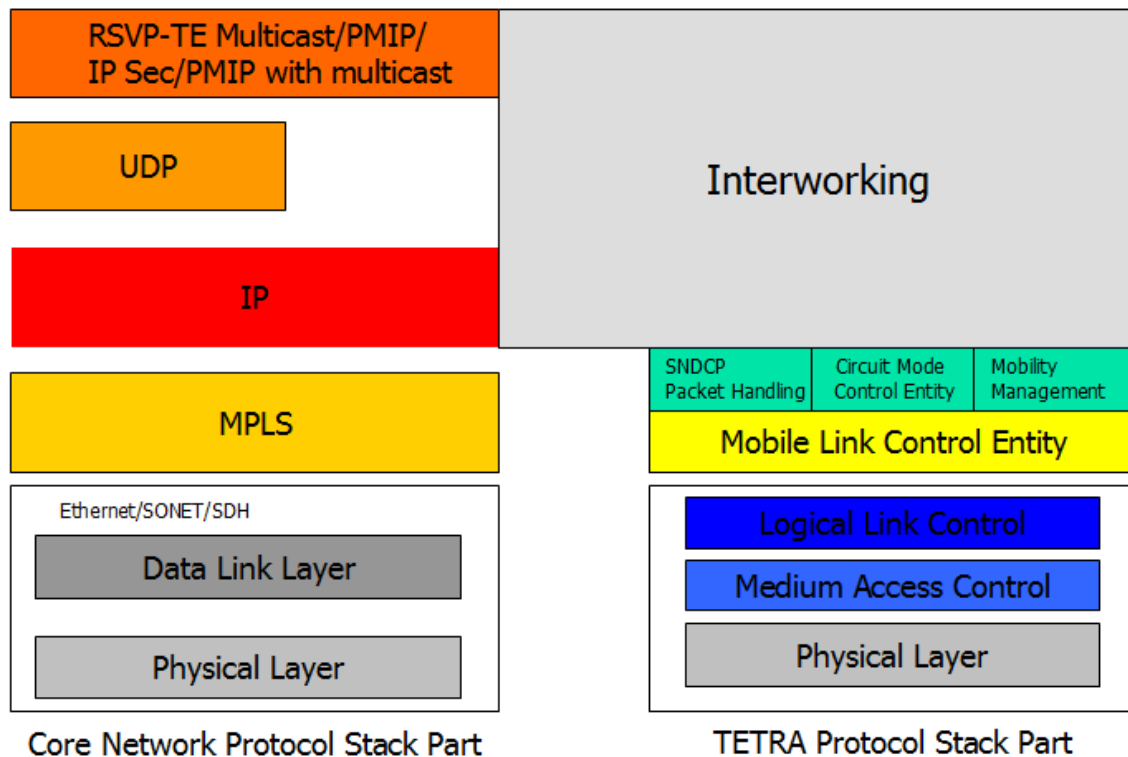 RSVP-TE Multicast/PMIP/
IP Sec/PMIP with multicast
UDP
IP
MPLS
Ethernet/SONET/SDH
Data Link Layer
Physical Layer
Core Network Protocol Stack Part
Interworking
SNDCP
Packet Handling
Circuit Mode
Control Entity
Mobility
Management
Mobile Link Control Entity
Logical Link Control
Medium Access Control
Physical Layer
TETRA Protocol Stack Part